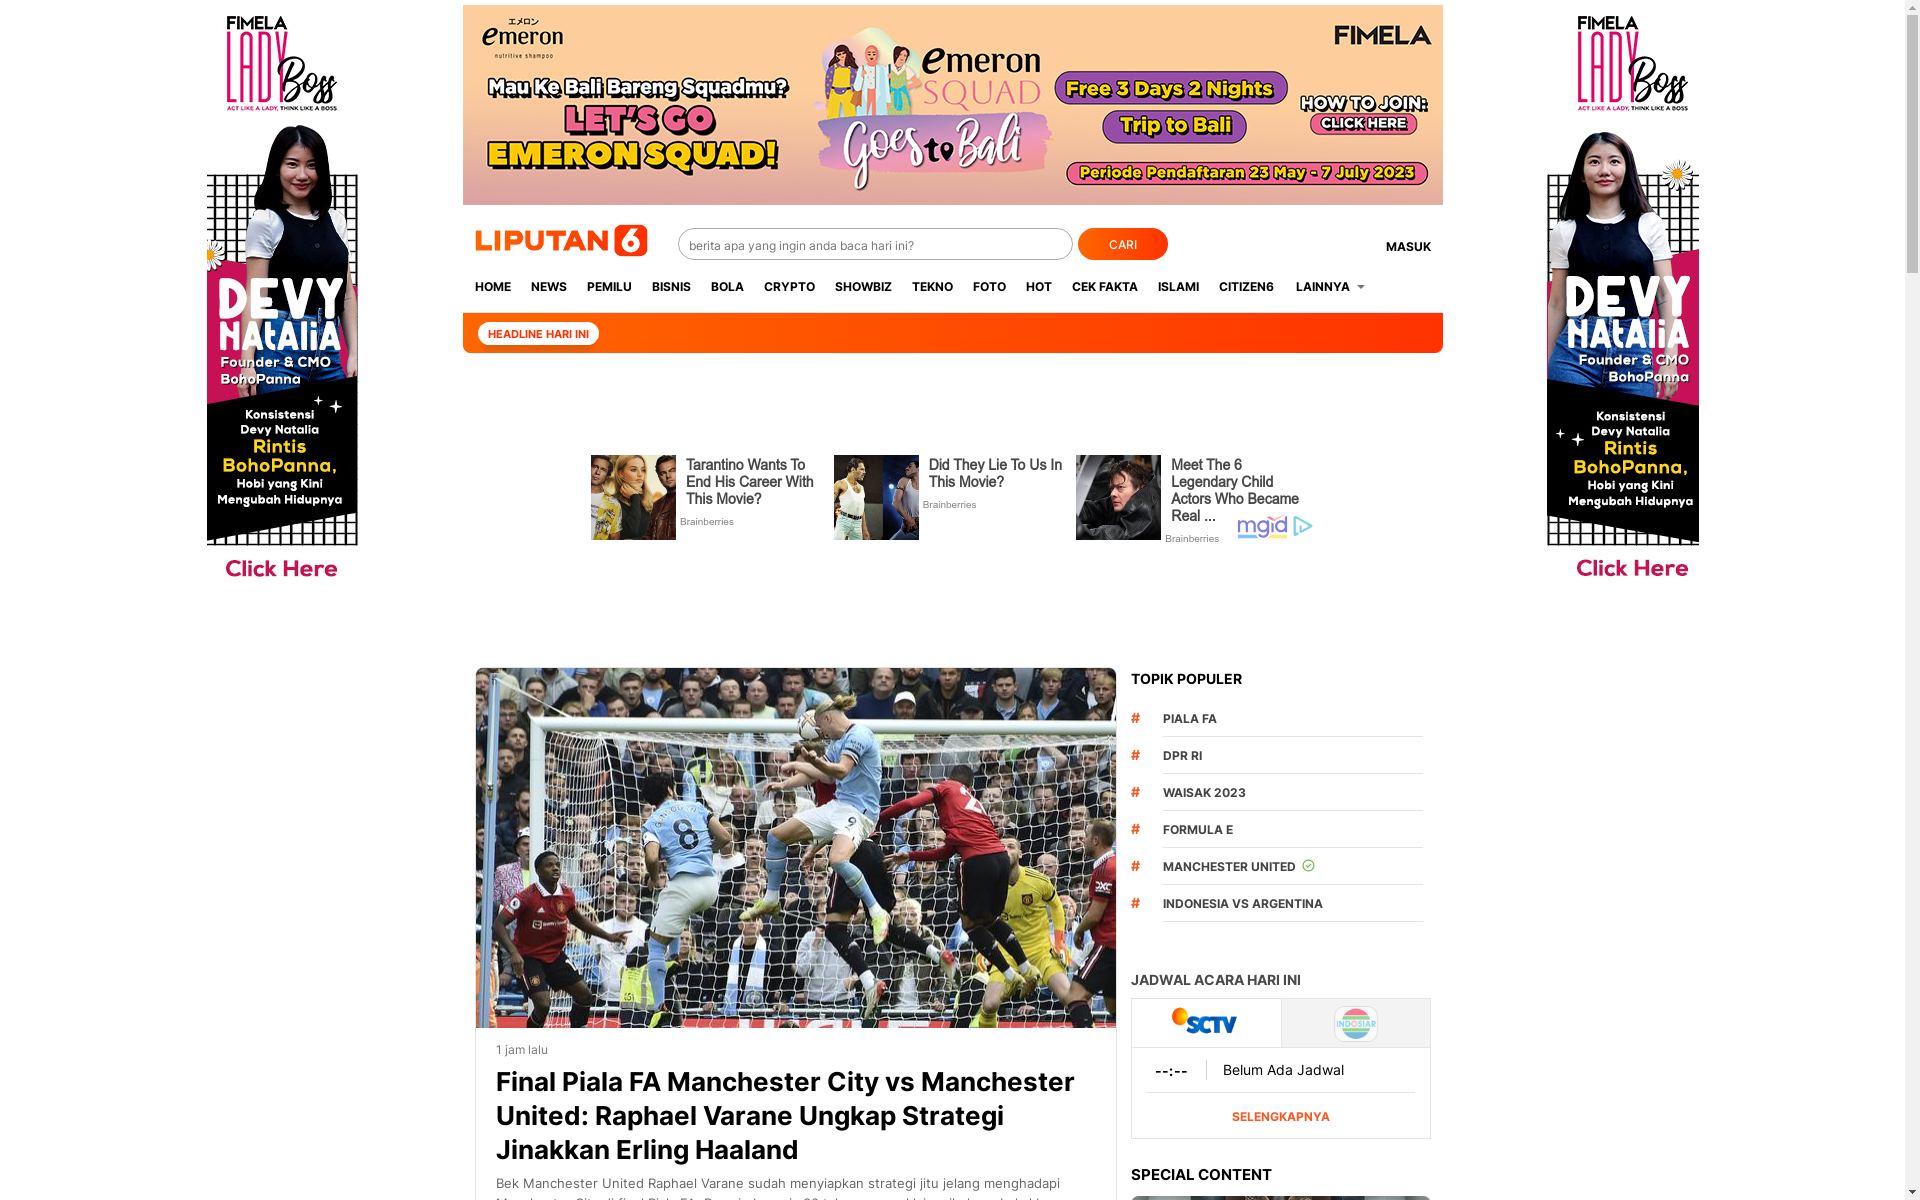 FIMELA
LADY
Boss
ACT LIKE A LADY, THINK LIKE A BOSS
DEVY
NATALIA
Founder & CMO
BohoPanna
Konsistensi
Devy Natalia
Rintis
BohoPanna,
Hobi yang Kini
Mengubah Hidupnya
Click Here
エメロン
emeron
nutritive shampoo
Mau Ke Bali Bareng Squadmu?
LET'S GO
EMERON SQUAD!
emeron
SQUAD
Goes to Bali
FIMELA
Free 3 Days 2 Nights
Trip to Bali
HOW TO JOIN:
CLICK HERE
Periode Pendaftaran 23 May - 7 July 2023
LIPUTAN 6
berita apa yang ingin anda baca hari ini?
CARI
MASUK
HOME NEWS PEMILU BISNIS BOLA CRYPTO SHOWBIZ TEKNO FOTO HOT CEK FAKTA ISLAMI CITIZEN6 LAINNYA
HEADLINE HARI INI
Tarantino Wants To
End His Career With
This Movie?
Brainberries
Did They Lie To Us In
This Movie?
Brainberries
Meet The 6
Legendary Child
Actors Who Became
Real ...
Brainberries
mgid
FIMELA
LADY
Boss
ACT LIKE A LADY, THINK LIKE A BOSS
DEVY
NATALIA
Founder & CMO
BohoPanna
Konsistensi
Devy Natalia
Rintis
BohoPanna,
Hobi yang Kini
Mengubah Hidupnya
Click Here
8
9
1 jam lalu
Final Piala FA Manchester City vs Manchester
United: Raphael Varane Ungkap Strategi
Jinakkan Erling Haaland
Bek Manchester United Raphael Varane sudah menyiapkan strategi jitu jelang menghadapi
TOPIK POPULER
# PIALA FA
# DPR RI
# WAISAK 2023
# FORMULA E
# MANCHESTER UNITED
# INDONESIA VS ARGENTINA
JADWAL ACARA HARI INI
SCTV
INDOSIAR
--:-- Belum Ada Jadwal
SELENGKAPNYA
SPECIAL CONTENT